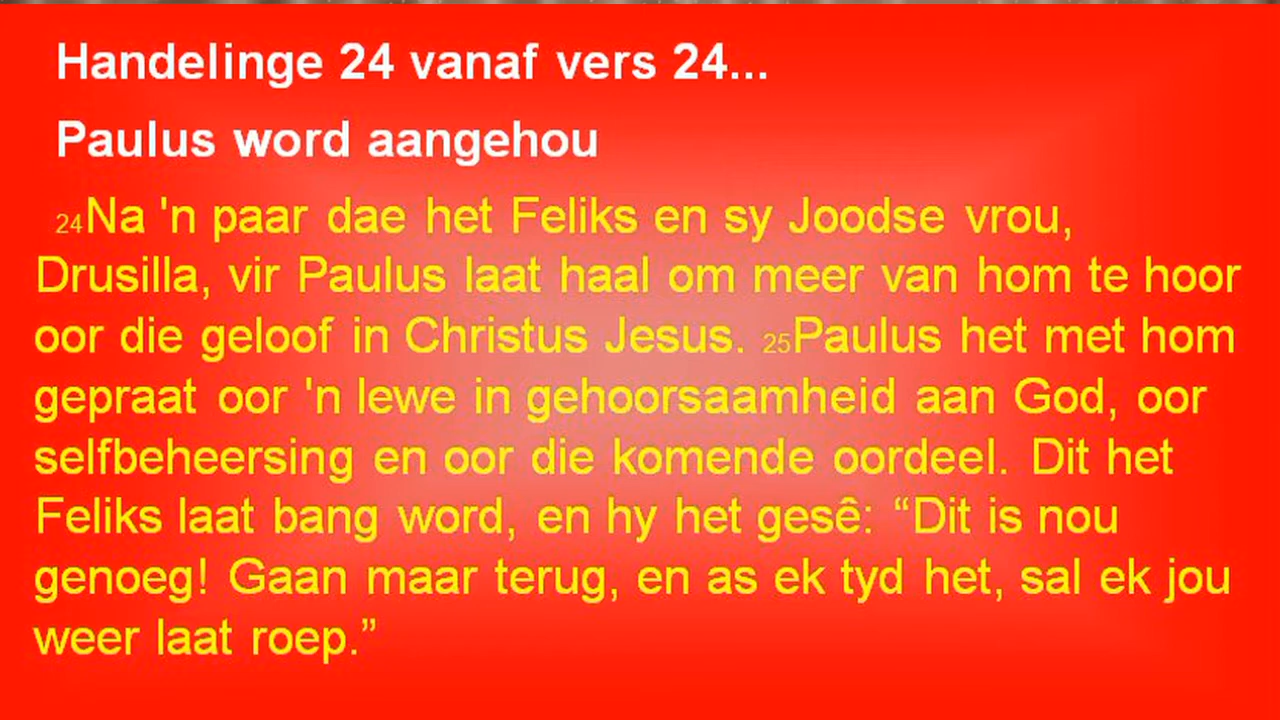 Handelinge 24 vanaf vers 24...
Paulus word aangehou
24Na 'n paar dae het Feliks en sy Joodse vrou,
Drusilla, vir Paulus laat haal om meer van hom te hoor
oor die geloof in Christus Jesus. 25Paulus het met hom
gepraat oor 'n lewe in gehoorsaamheid aan God, oor
selfbeheersing en oor die komende oordeel. Dit het
Feliks laat bang word, en hy het gesê: “Dit is nou
genoeg! Gaan maar terug, en as ek tyd het, sal ek jou
weer laat roep.”